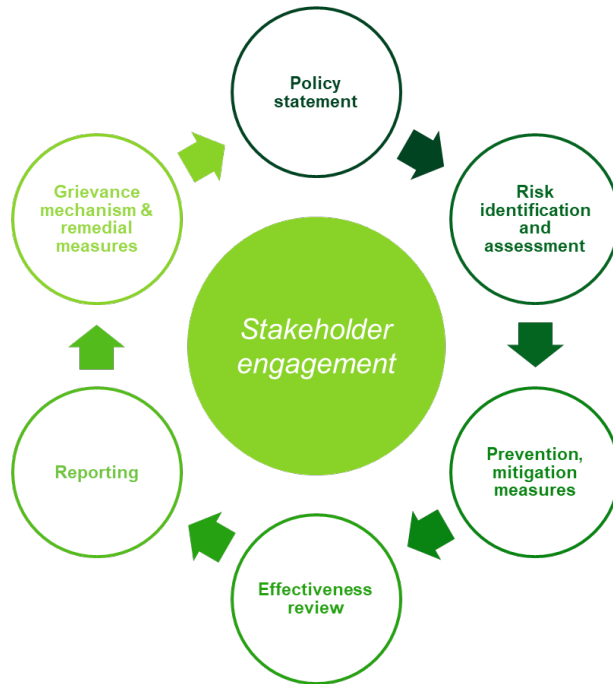 Policy
statement
Risk
identification
and
assessment
Prevention,
mitigation
measures
Effectiveness
review
Reporting
Grievance
mechanism &
remedial
measures
Stakeholder
engagement